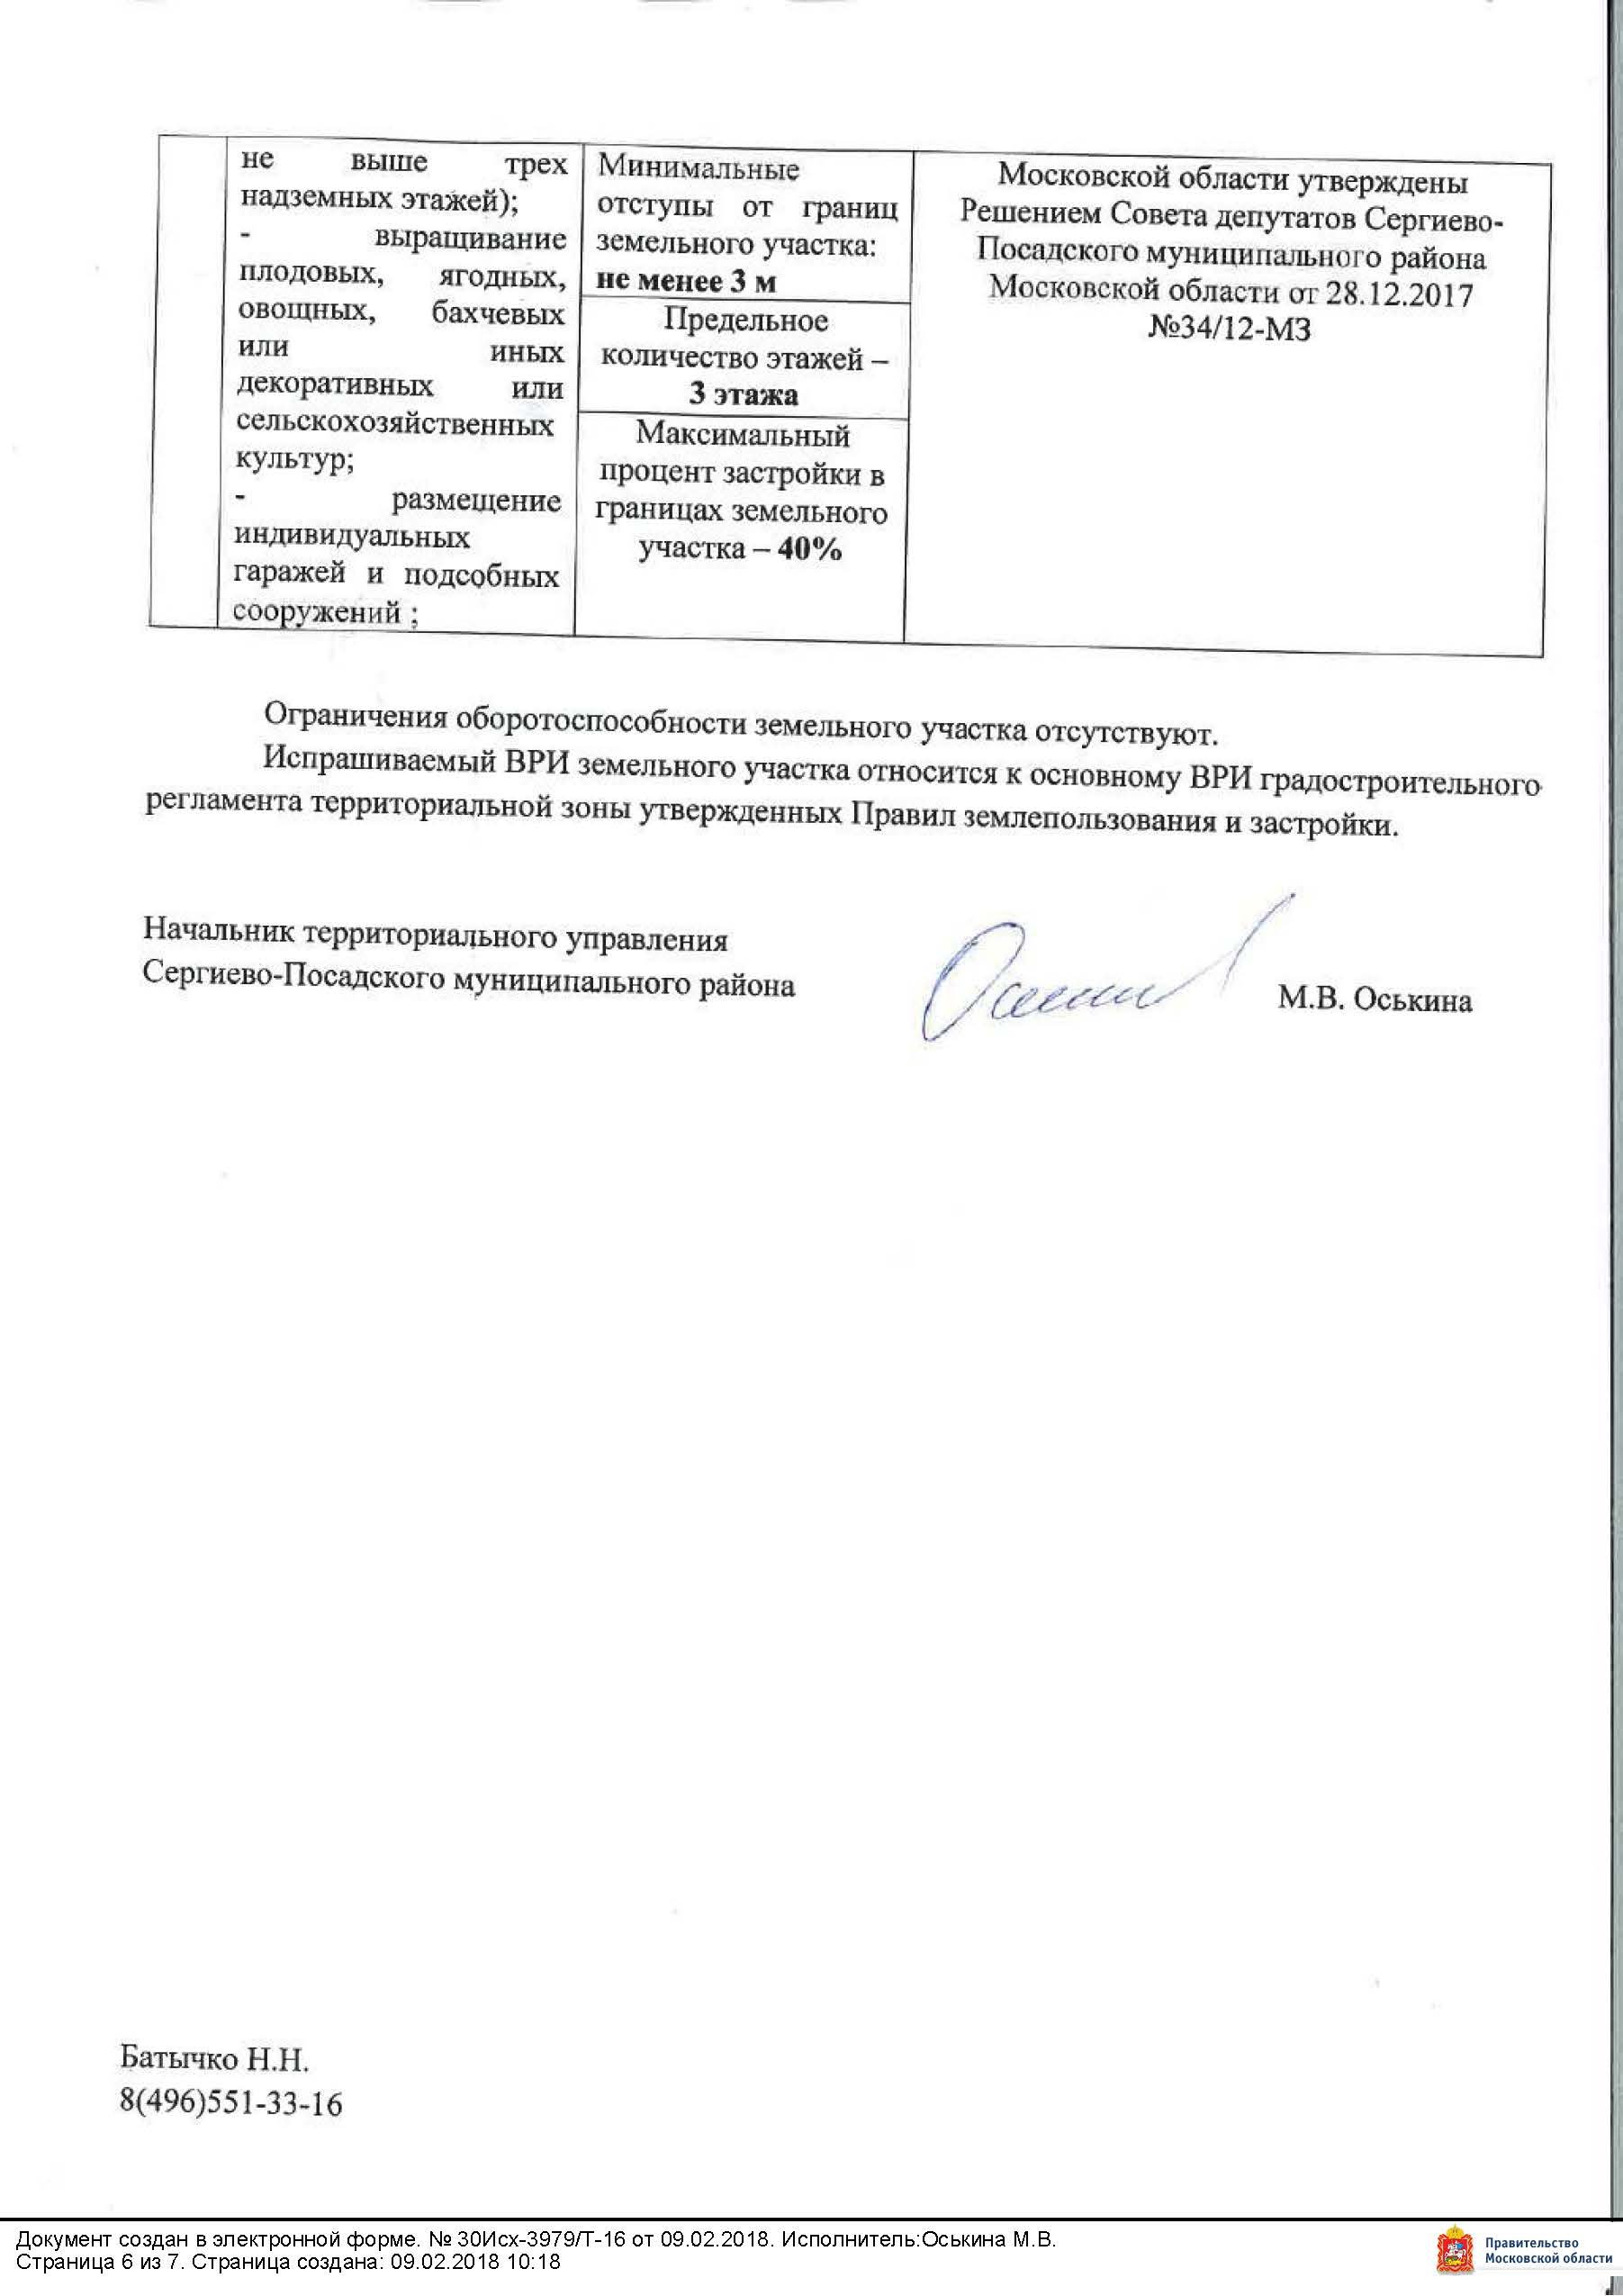 не выше трех
надземных этажей);
- выращивание
плодовых, ягодных,
овощных, бахчевых
или иных
декоративных или
сельскохозяйственных
культур;
- размещение
индивидуальных
гаражей и подсобных
сооружений ;
Минимальные
отступы от границ
земельного участка:
не менее 3 м
Предельное
количество этажей –
3 этажа
Максимальный
процент застройки в
границах земельного
участка – 40%
Московской области утверждены
Решением Совета депутатов Сергиево-
Посадского муниципального района
Московской области от 28.12.2017
№34/12-МЗ
Ограничения оборотоспособности земельного участка отсутствуют.
Испрашиваемый ВРИ земельного участка относится к основному ВРИ градостроительного
регламента территориальной зоны утвержденных Правил землепользования и застройки.
Начальник территориального управления
Сергиево-Посадского муниципального района
М.В. Оськина
Батычко Н.Н.
8(496)551-33-16
Документ создан в электронной форме. № 30Исх-3979/Т-16 от 09.02.2018. Исполнитель:Оськина М.В.
Страница 6 из 7. Страница создана: 09.02.2018 10:18
Правительство
Московской области